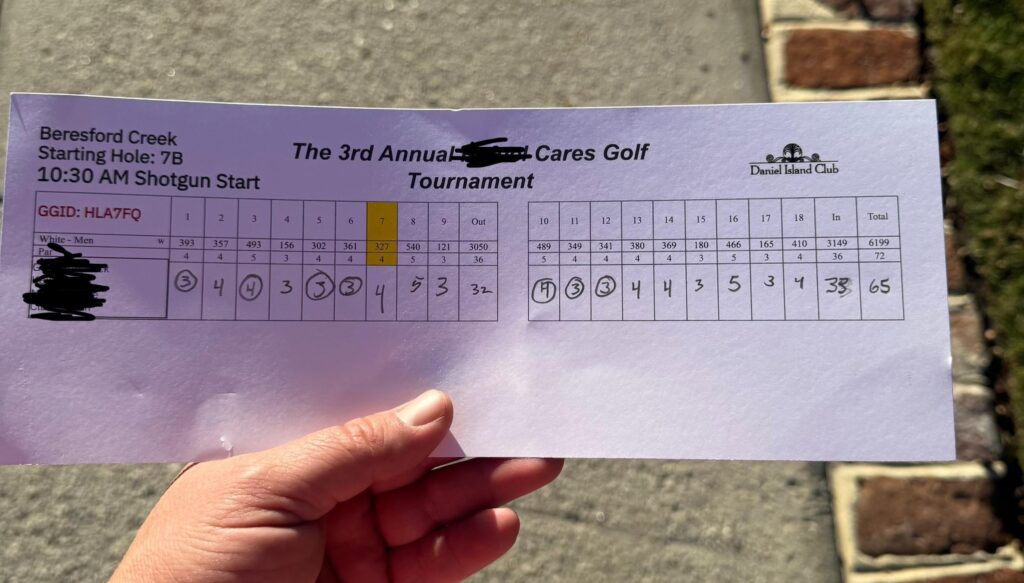 Beresford Creek
Starting Hole: 7B
10:30 AM Shotgun Start
The 3rd Annual Cares Golf
Tournament
Daniel Island Club
GGID: HLA7FQ 1 2 3 4 5 6 7 8 9 Out 10 11 12 13 14 15 16 17 18 In Total
White - Men w 393 357 493 156 302 361 327 540 121 3050 489 349 341 380 369 180 466 165 410 3149 6199
Par 4 4 5 3 4 4 4 5 3 36 5 4 4 4 4 3 5 3 4 36 72
3 4 4 3 3 3 4 5 3 32 4 3 3 4 4 3 5 3 4 33 65